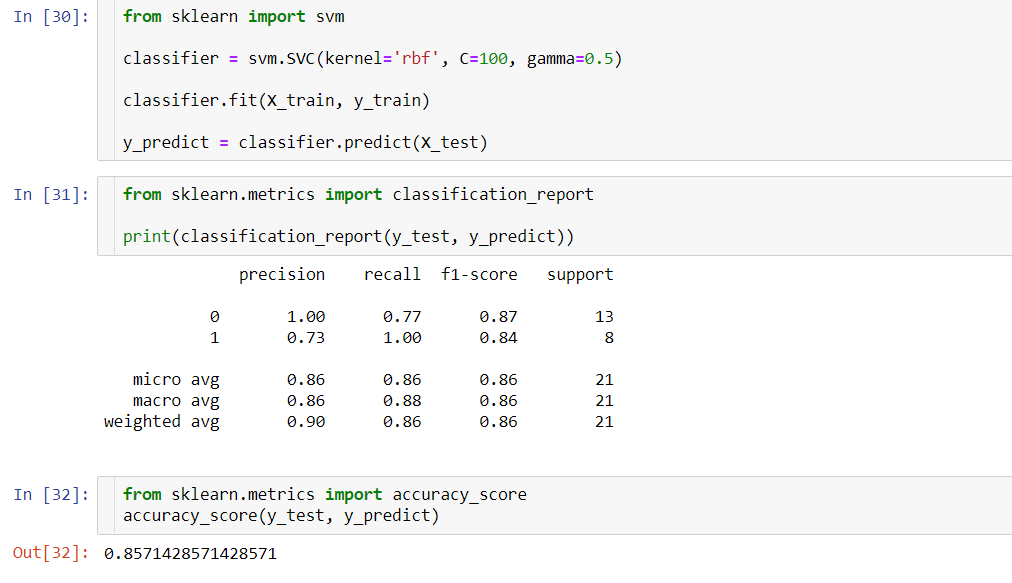 In [30]: from sklearn import svm
classifier = svm.SVC(kernel='rbf', C=100, gamma=0.5)
classifier.fit(X_train, y_train)
y_predict = classifier.predict(X_test)
In [31]: from sklearn.metrics import classification_report
print(classification_report(y_test, y_predict))
precision recall f1-score support
0 1.00 0.77 0.87 13
1 0.73 1.00 0.84 8
micro avg 0.86 0.86 0.86 21
macro avg 0.86 0.88 0.86 21
weighted avg 0.90 0.86 0.86 21
In [32]: from sklearn.metrics import accuracy_score
accuracy_score(y_test, y_predict)
Out[32]: 0.8571428571428571